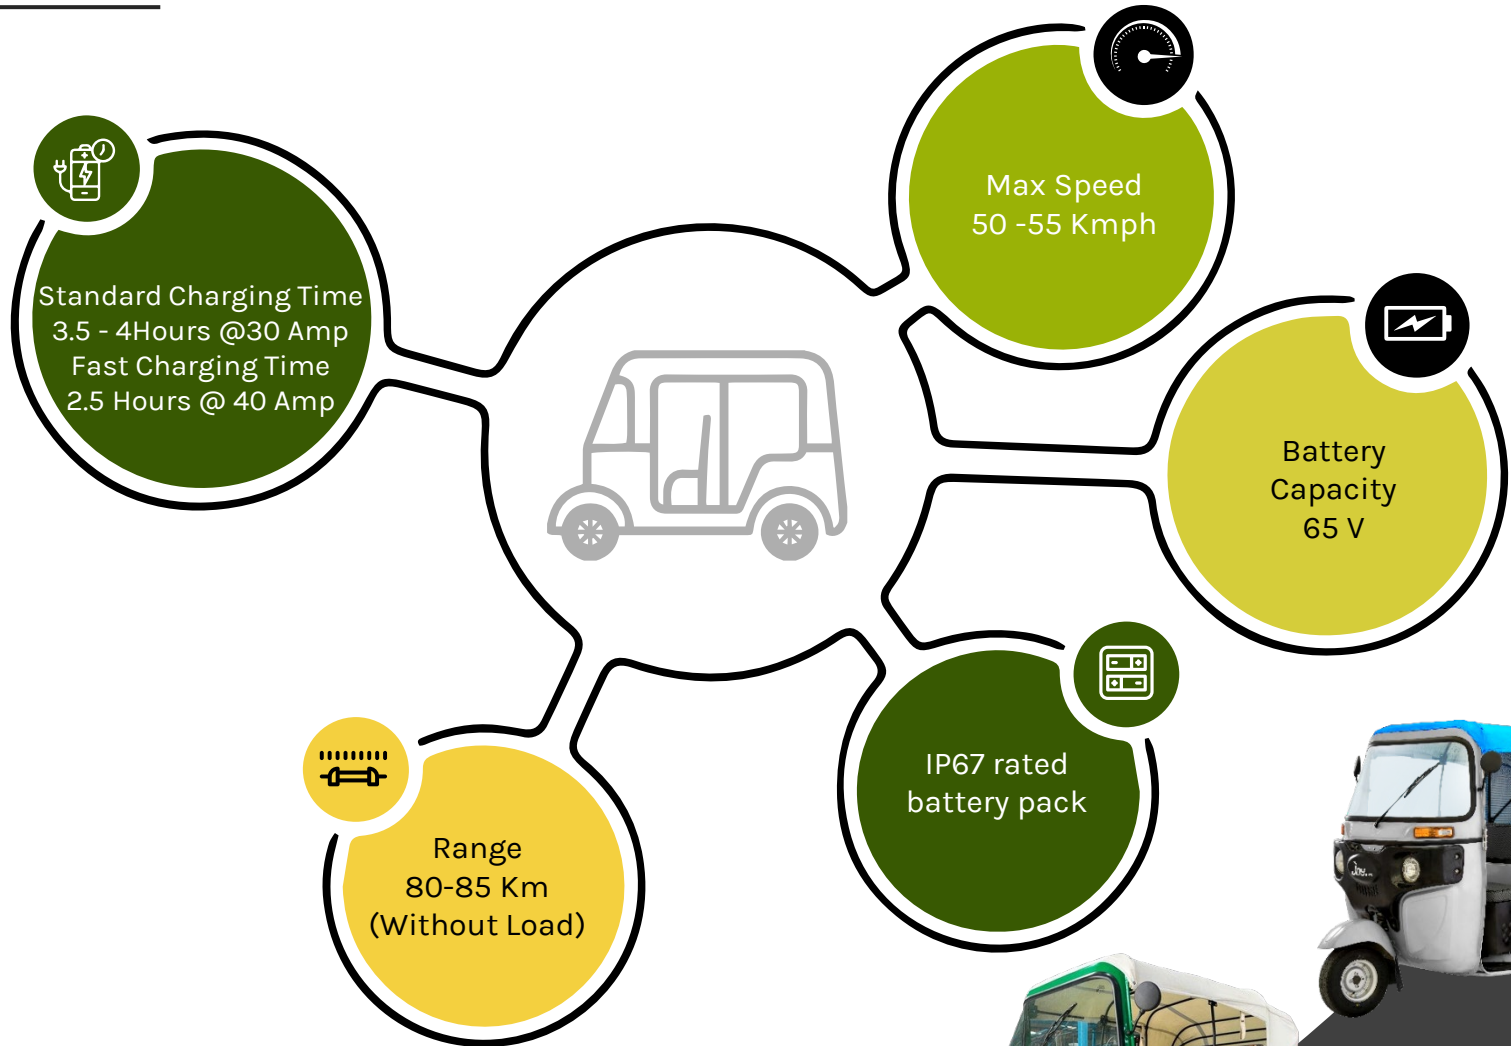 Max Speed
50 -55 Kmph
Standard Charging Time
3.5 - 4Hours @30 Amp
Fast Charging Time
2.5 Hours @ 40 Amp
Battery
Capacity
65 V
IP67 rated
battery pack
Range
80-85 Km
(Without Load)
Joy